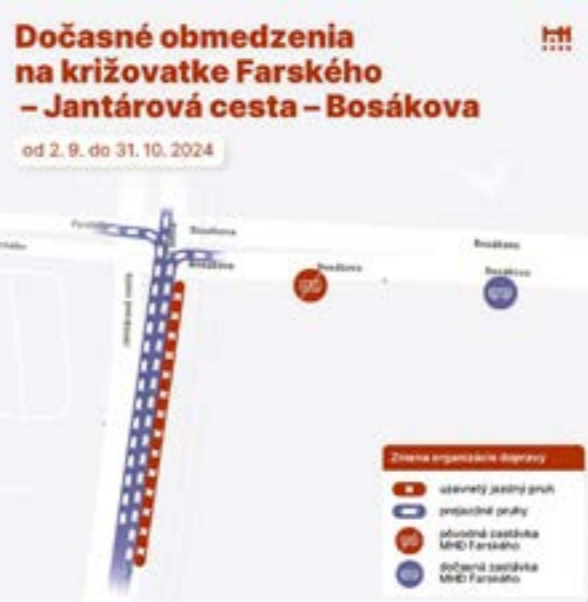 Dočasné obmedzenia
na križovatke Farského
– Jantárová cesta – Bosákova
od 2. 9. do 31. 10. 2024
Bosákova
Bosákova
Bosákova
Bosákova
Bosákova
Zmena organizácie dopravy
uzavretý jazdný pruh
prejazdné pruhy
pôvodná zastávka
MHD Farského
dočasná zastávka
MHD Farského